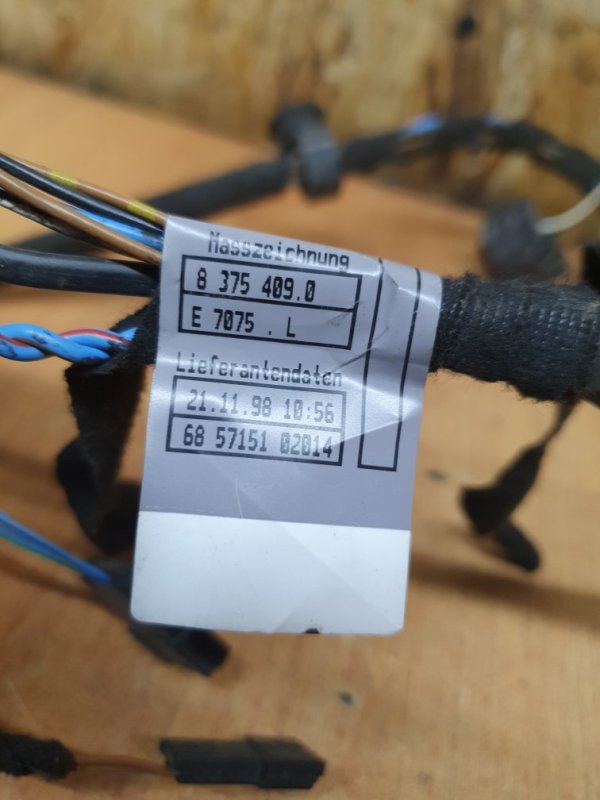 Masszeichnung
8 375 409.0
E 7075 . L
Lieferantendaten
21.11.98 10:56
68 57151 02014